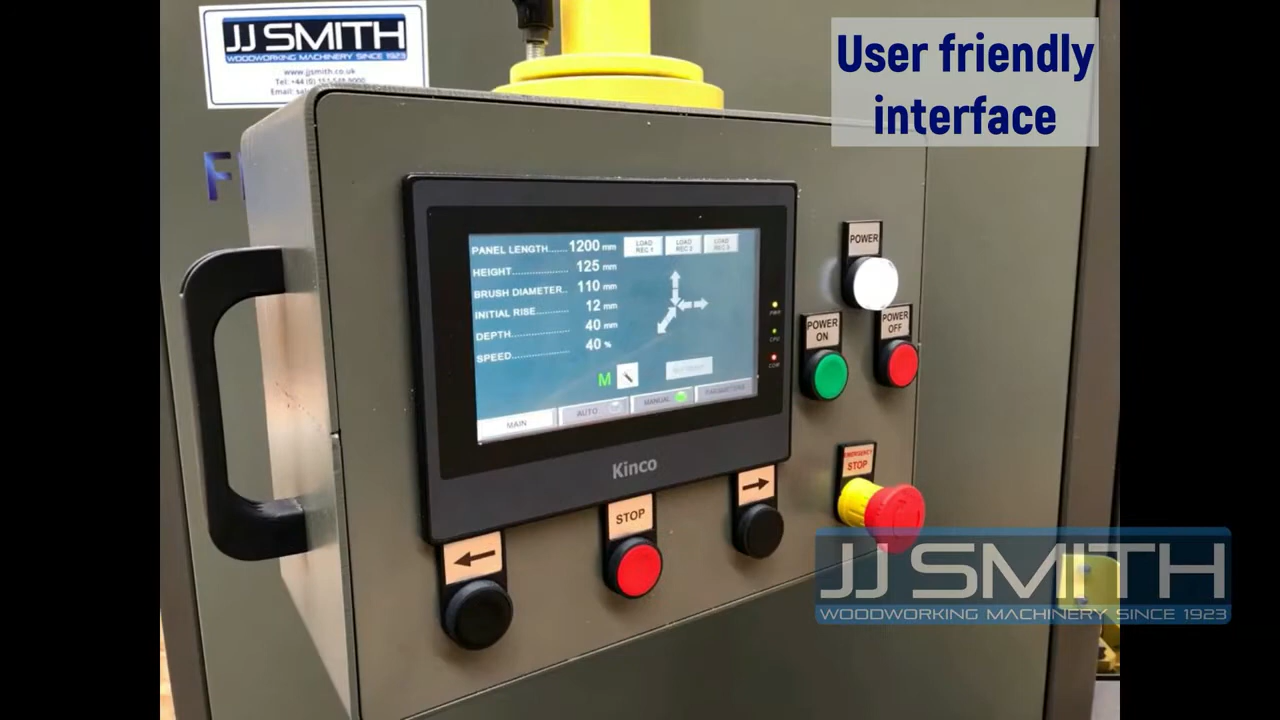 JJ SMITH
WOODWORKING MACHINERY SINCE 1923
www.jjsmith.co.uk
User friendly
interface
PANEL LENGTH...... 1200 mm
HEIGHT.................. 125 mm
BRUSH DIAMETER.. 110 mm
INITIAL RISE............ 12 mm
DEPTH.................. 40 mm
SPEED.................. 40 %
LOAD
REC 1
LOAD
REC 2
LOAD
REC 3
M
MAIN
AUTO
MANUAL
PARAMETERS
PWR
CPU
COM
Kinco
POWER
POWER
ON
POWER
OFF
EMERGENCY
STOP
STOP
JJ SMITH
WOODWORKING MACHINERY SINCE 1923